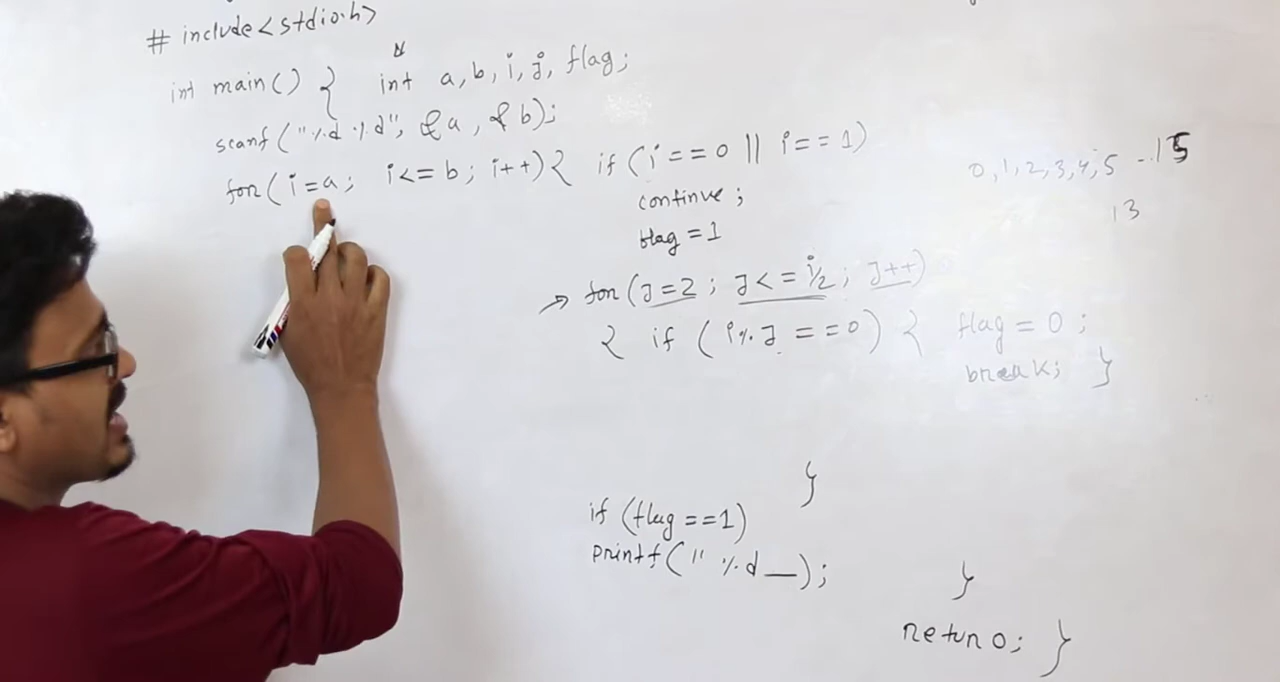 # include<stdio.h>
int main() { int a, b, i, j, flag;
scanf("%d %d", &a, &b);
for(i=a; i<=b; i++){ if(i==0 || i==1)
continue;
flag=1
→ for(J=2; J<=i/2; J++)
{ if (i%J ==0) { flag=0;
break; }
}
if (flag==1)
printf(" %d —);
}
return 0; }
0,1,2,3,4,5 -.15
13